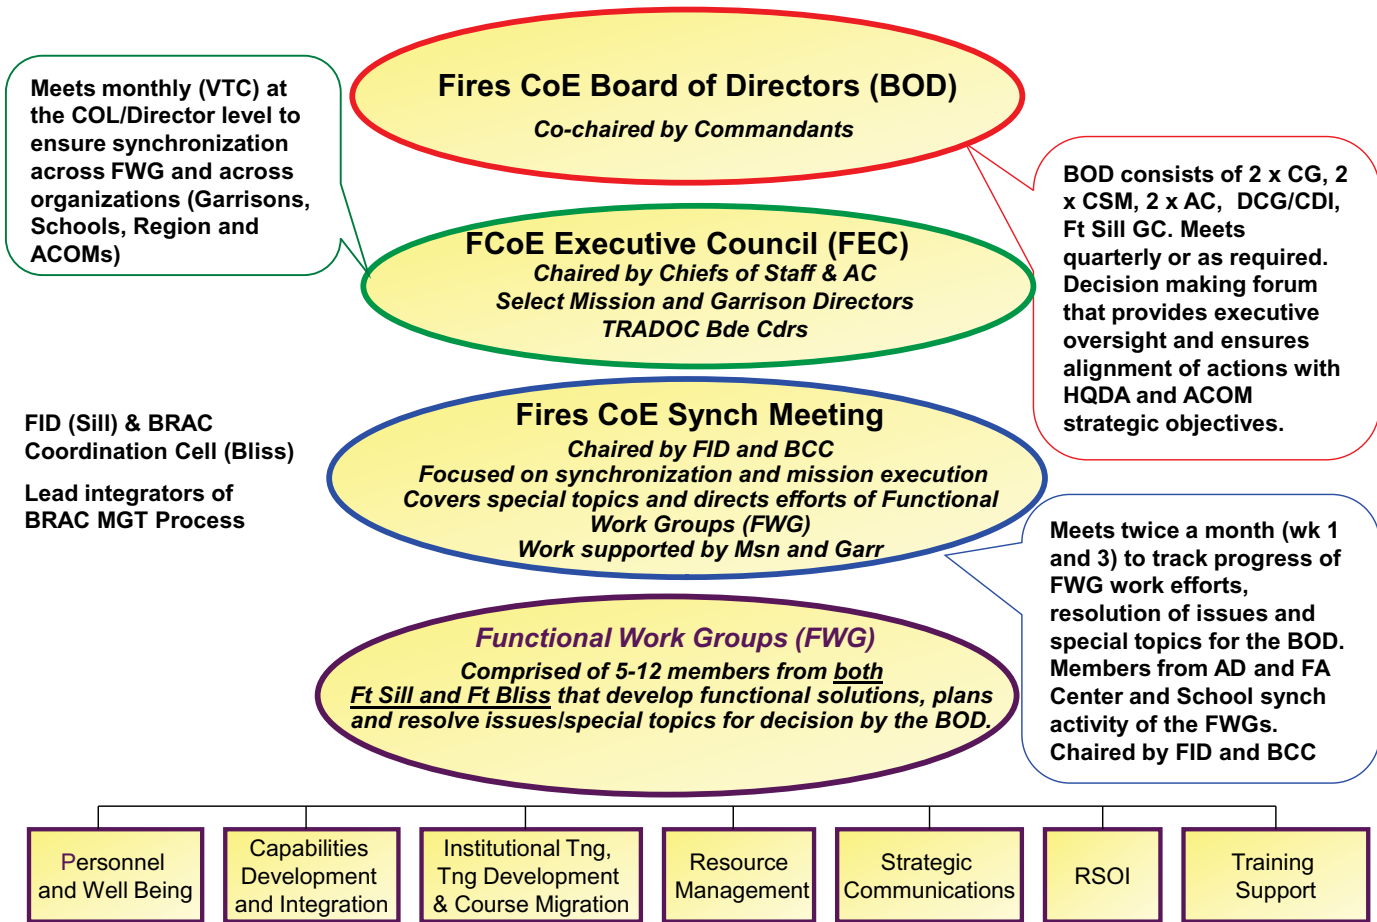 Fires CoE Board of Directors (BOD)
Co-chaired by Commandants
Meets monthly (VTC) at
the COL/Director level to
ensure synchronization
across FWG and across
organizations (Garrisons,
Schools, Region and
ACOMs)
BOD consists of 2 x CG, 2
x CSM, 2 x AC, DCG/CDI,
Ft Sill GC. Meets
quarterly or as required.
Decision making forum
that provides executive
oversight and ensures
alignment of actions with
HQDA and ACOM
strategic objectives.
FCoE Executive Council (FEC)
Chaired by Chiefs of Staff & AC
Select Mission and Garrison Directors
TRADOC Bde Cdrs
FID (Sill) & BRAC
Coordination Cell (Bliss)
Lead integrators of
BRAC MGT Process
Fires CoE Synch Meeting
Chaired by FID and BCC
Focused on synchronization and mission execution
Covers special topics and directs efforts of Functional
Work Groups (FWG)
Work supported by Msn and Garr
Meets twice a month (wk 1
and 3) to track progress of
FWG work efforts,
resolution of issues and
special topics for the BOD.
Members from AD and FA
Center and School synch
activity of the FWGs.
Chaired by FID and BCC
Functional Work Groups (FWG)
Comprised of 5-12 members from both
Ft Sill and Ft Bliss that develop functional solutions, plans
and resolve issues/special topics for decision by the BOD.
Personnel
and Well Being
Capabilities
Development
and Integration
Institutional Tng,
Tng Development
& Course Migration
Resource
Management
Strategic
Communications
RSOI
Training
Support